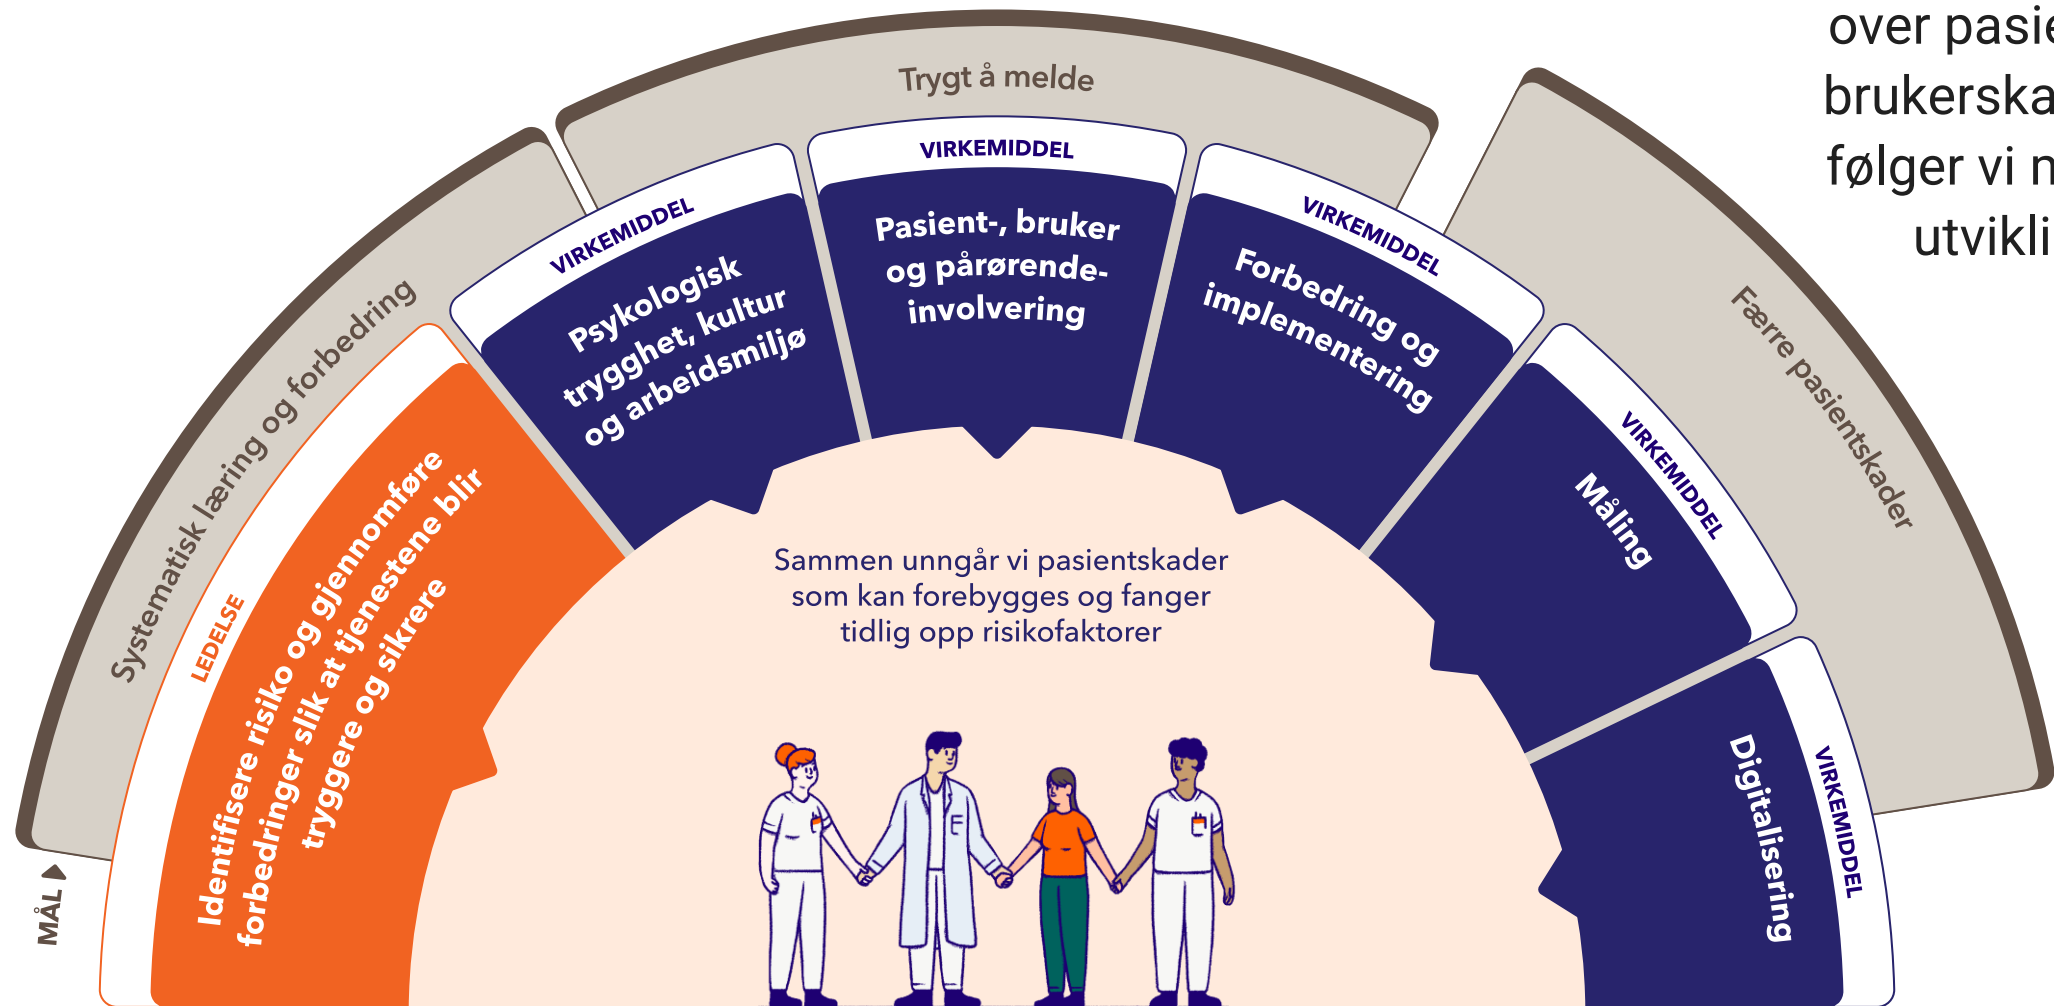 MÅL
Systematisk læring og forbedring
Trygt å melde
Færre pasientskader
LEDELSE
Identifisere risiko og gjennomføre
forbedringer slik at tjenestene blir
tryggere og sikrere
VIRKEMIDDEL
Psykologisk
trygghet, kultur
og arbeidsmiljø
VIRKEMIDDEL
Pasient-, bruker
og pårørende-
involvering
VIRKEMIDDEL
Forbedring og
implementering
VIRKEMIDDEL
Måling
VIRKEMIDDEL
Digitalisering
Sammen unngår vi pasientskader
som kan forebygges og fanger
tidlig opp risikofaktorer
over
følger vi